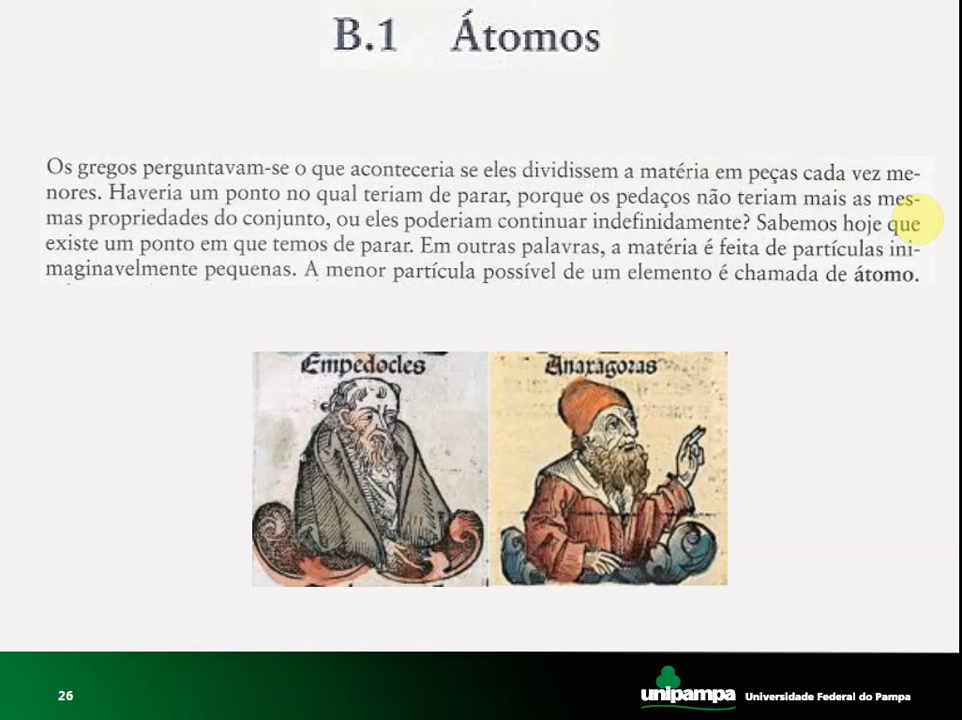 B.1 Átomos
Os gregos perguntavam-se o que aconteceria se eles dividissem a matéria em peças cada vez me-
nores. Haveria um ponto no qual teriam de parar, porque os pedaços não teriam mais as mes-
mas propriedades do conjunto, ou eles poderiam continuar indefinidamente? Sabemos hoje que
existe um ponto em que temos de parar. Em outras palavras, a matéria é feita de partículas ini-
maginavelmente pequenas. A menor partícula possível de um elemento é chamada de átomo.
Empedocles
Anaxagoras
26
unipampa
Universidade Federal do Pampa